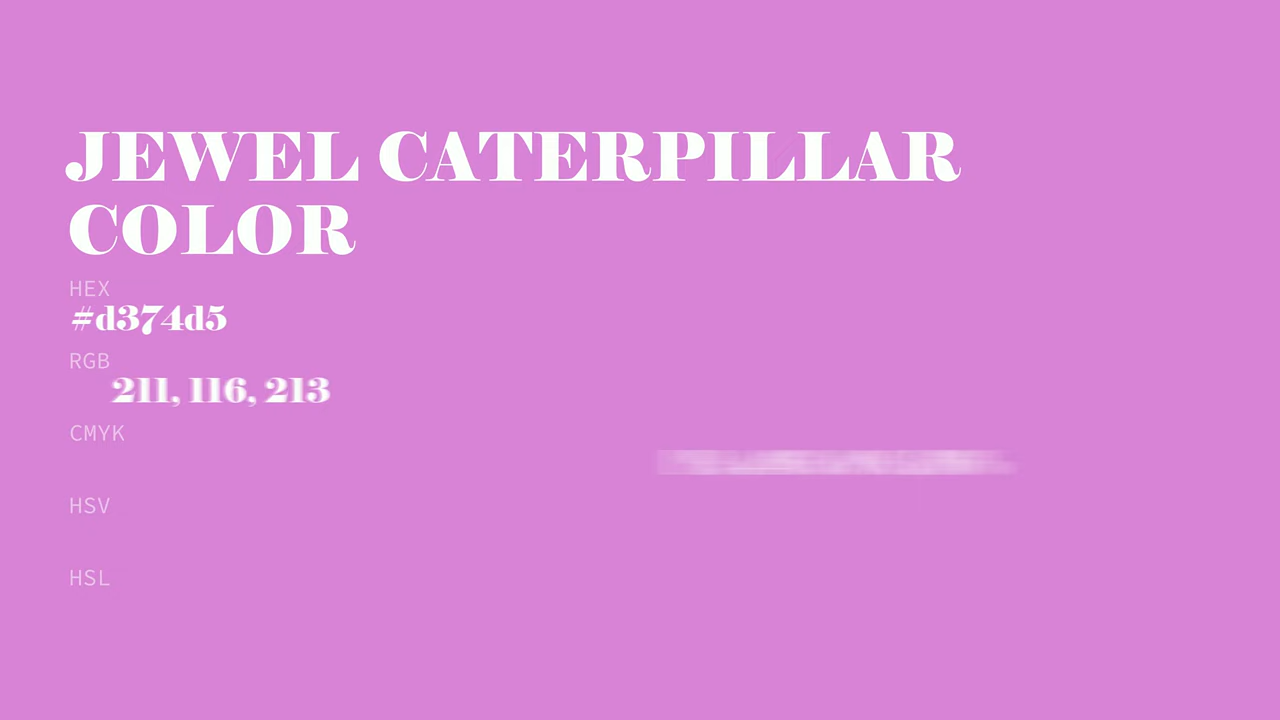 JEWEL CATERPILLAR
COLOR
HEX
#d374d5
RGB
211, 116, 213
CMYK
HSV
HSL